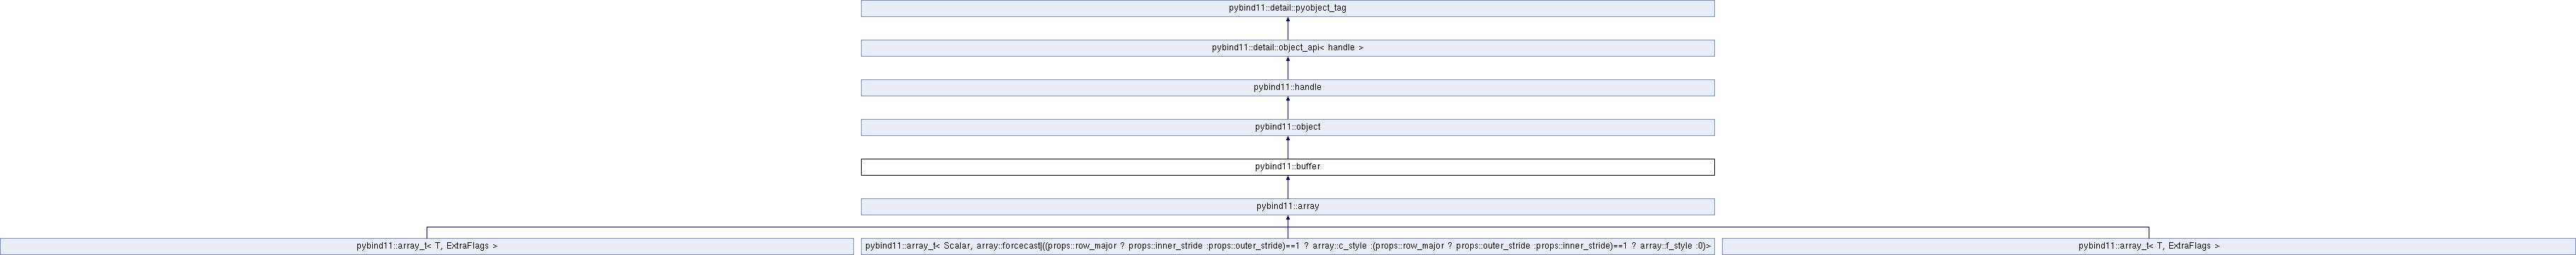 pybind11::detail::pyobject_tag
pybind11::detail::object_api< handle >
pybind11::handle
pybind11::object
pybind11::buffer
pybind11::array
pybind11::array_t< T, ExtraFlags >
pybind11::array_t< Scalar, array::forcecast|((props::row_major ? props::inner_stride :props::outer_stride)==1 ? array::c_style :(props::row_major ? props::outer_stride :props::inner_stride)==1 ? array::f_style :0)>
pybind11::array_t< T, ExtraFlags >